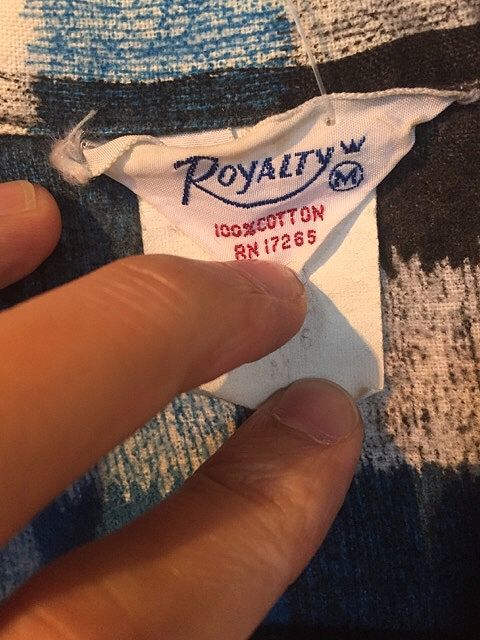 ROYALTY M
100% COTTON
RN 17265